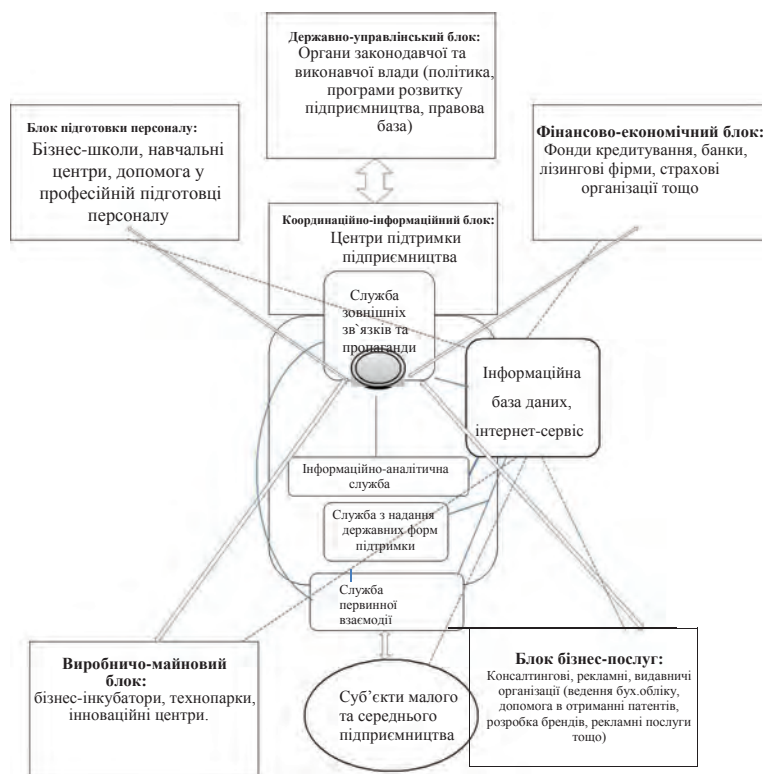 Державно-управлінський блок:
Органи законодавчої та
виконавчої влади (політика,
програми розвитку
підприємництва, правова
база)
Блок підготовки персоналу:
Бізнес-школи, навчальні
центри, допомога у
професійній підготовці
персоналу
Фінансово-економічний блок:
Фонди кредитування, банки,
лізингові фірми, страхові
організації тощо
Координаційно-інформаційний блок:
Центри підтримки
підприємництва
Служба
зовнішніх
зв`язків та
пропаганди
Інформаційна
база даних,
інтернет-сервіс
Інформаційно-аналітична
служба
Служба з надання
державних форм
підтримки
Служба
первинної
взаємодії
Виробничо-майновий
блок:
бізнес-інкубатори, технопарки,
інноваційні центри.
Суб’єкти малого
та середнього
підприємництва
Блок бізнес-послуг:
Консалтингові, рекламні, видавничі
організації (ведення бух.обліку,
допомога в отриманні патентів,
розробка брендів, рекламні послуги
тощо)